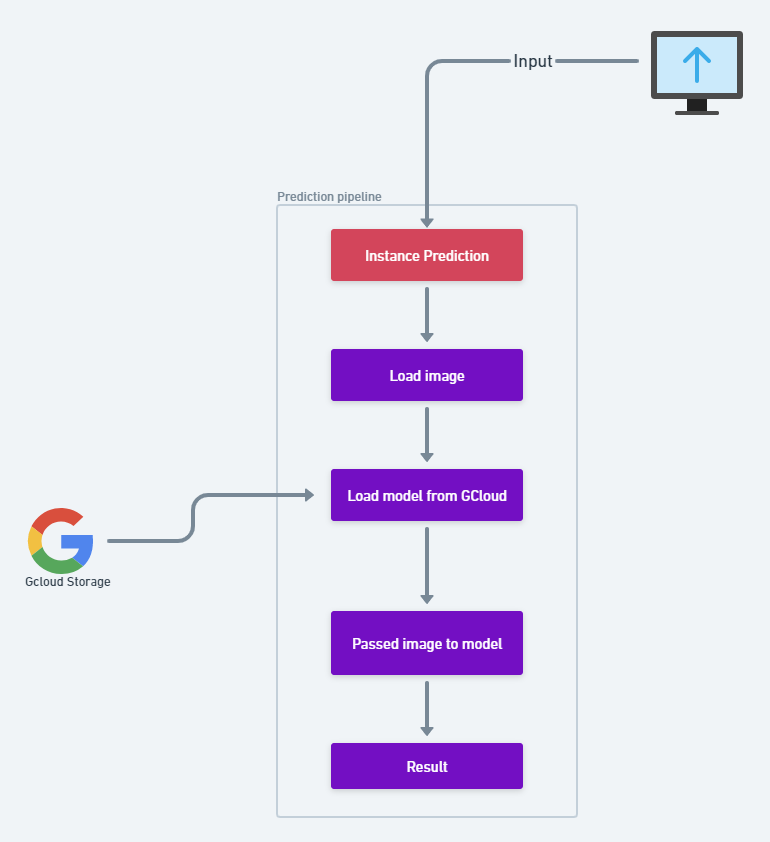 Input
Prediction pipeline
Instance Prediction
Load image
Load model from GCloud
Gcloud Storage
Passed image to model
Result